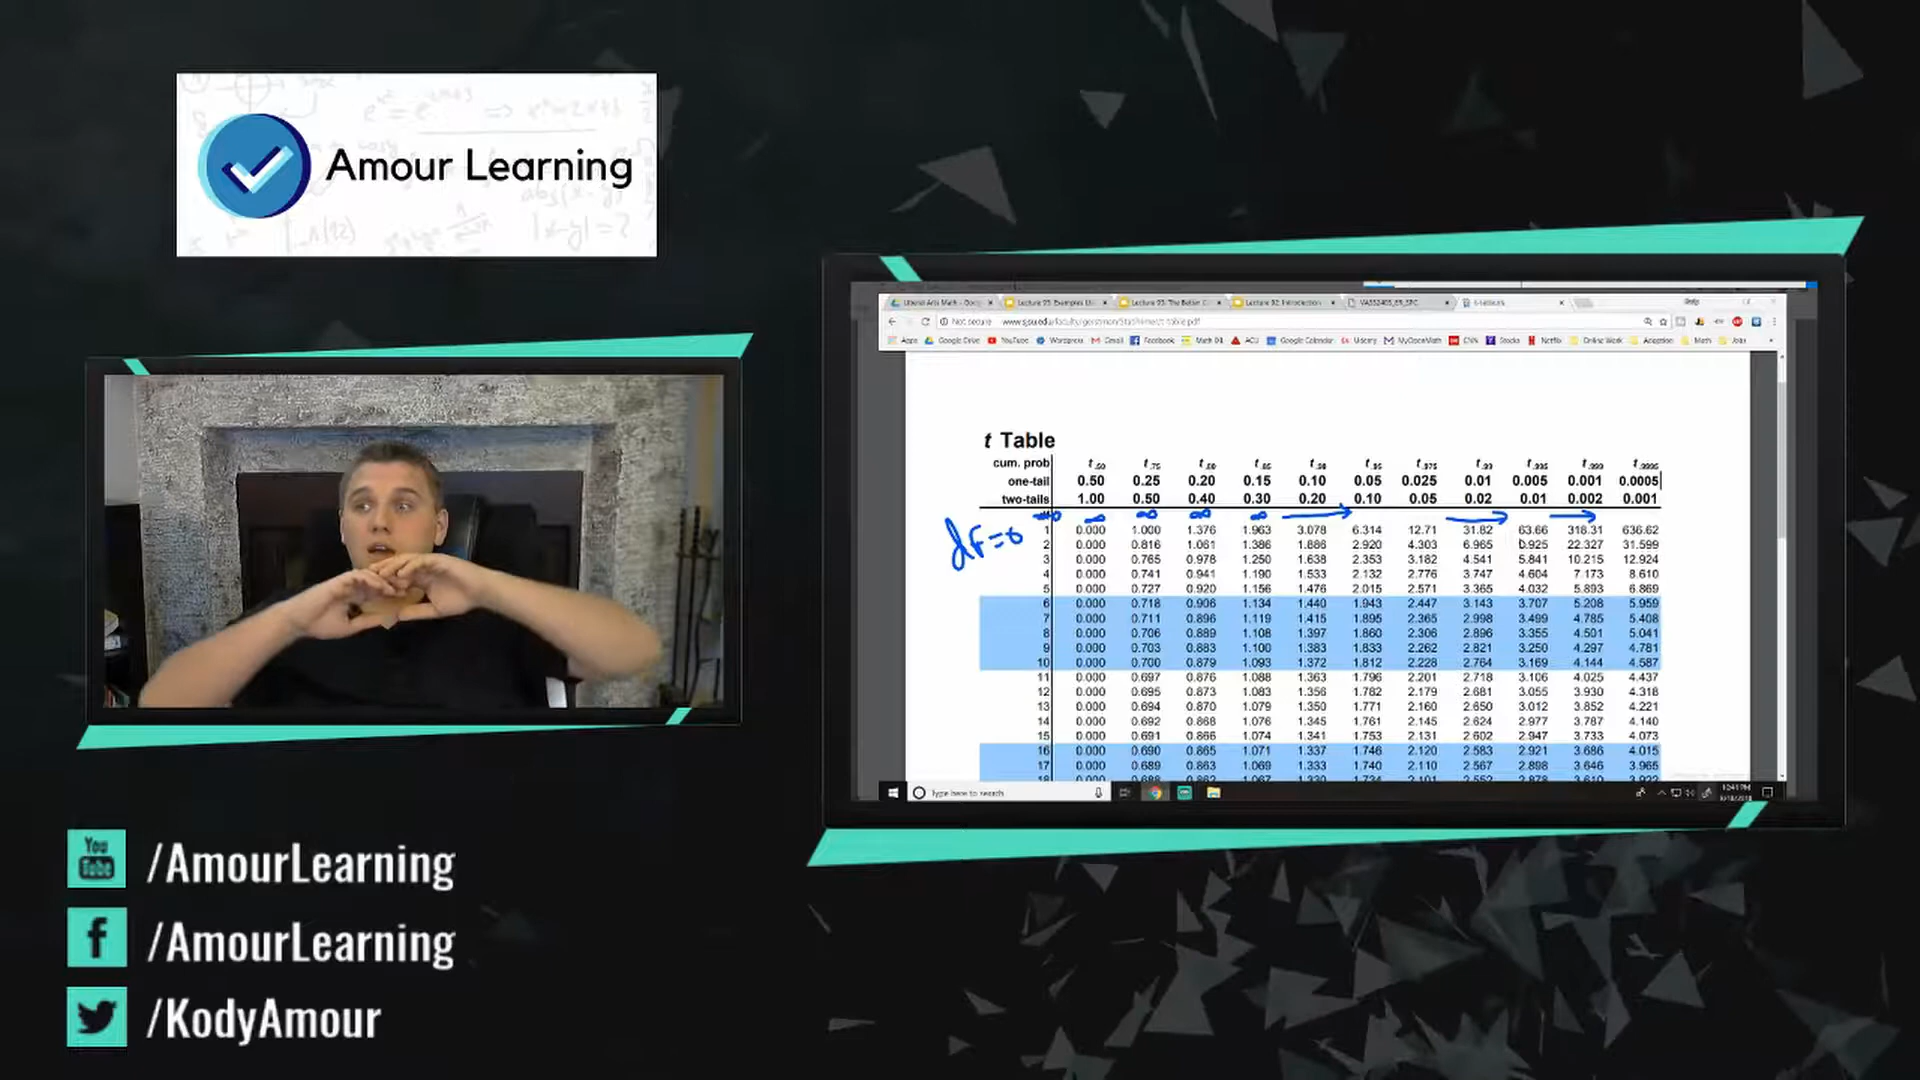 Amour Learning
Not secure
t Table
cum. prob t.50 t.75 t.80 t.85 t.90 t.95 t.975 t.99 t.995 t.999 t.9995
one-tail 0.50 0.25 0.20 0.15 0.10 0.05 0.025 0.01 0.005 0.001 0.0005
two-tails 1.00 0.50 0.40 0.30 0.20 0.10 0.05 0.02 0.01 0.002 0.001
∞ ∞ ∞ ∞
df=0
1 0.000 1.000 1.376 1.963 3.078 6.314 12.71 31.82 63.66 318.31 636.62
2 0.000 0.816 1.061 1.386 1.886 2.920 4.303 6.965 9.925 22.327 31.599
3 0.000 0.765 0.978 1.250 1.638 2.353 3.182 4.541 5.841 10.215 12.924
4 0.000 0.741 0.941 1.190 1.533 2.132 2.776 3.747 4.604 7.173 8.610
5 0.000 0.727 0.920 1.156 1.476 2.015 2.571 3.365 4.032 5.893 6.869
6 0.000 0.718 0.906 1.134 1.440 1.943 2.447 3.143 3.707 5.208 5.959
7 0.000 0.711 0.896 1.119 1.415 1.895 2.365 2.998 3.499 4.785 5.408
8 0.000 0.706 0.889 1.108 1.397 1.860 2.306 2.896 3.355 4.501 5.041
9 0.000 0.703 0.883 1.100 1.383 1.833 2.262 2.821 3.250 4.297 4.781
10 0.000 0.700 0.879 1.093 1.372 1.812 2.228 2.764 3.169 4.144 4.587
11 0.000 0.697 0.876 1.088 1.363 1.796 2.201 2.718 3.106 4.025 4.437
12 0.000 0.695 0.873 1.083 1.356 1.782 2.179 2.681 3.055 3.930 4.318
13 0.000 0.694 0.870 1.079 1.350 1.771 2.160 2.650 3.012 3.852 4.221
14 0.000 0.692 0.868 1.076 1.345 1.761 2.145 2.624 2.977 3.787 4.140
15 0.000 0.691 0.866 1.074 1.341 1.753 2.131 2.602 2.947 3.733 4.073
16 0.000 0.690 0.865 1.071 1.337 1.746 2.120 2.583 2.921 3.686 4.015
17 0.000 0.689 0.863 1.069 1.333 1.740 2.110 2.567 2.898 3.646 3.965
Type here to search
You Tube /AmourLearning
f /AmourLearning
/KodyAmour